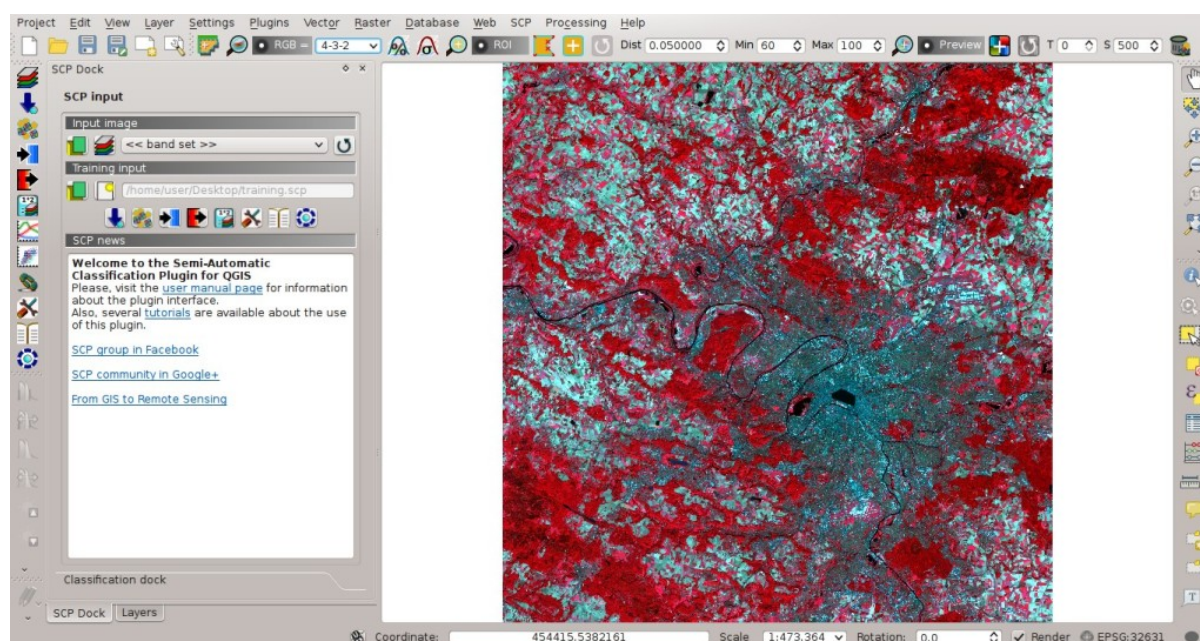 Project Edit View Layer Settings Plugins Vector Raster Database Web SCP Processing Help
RGB = 4-3-2 ROI Dist 0.050000 Min 60 Max 100 Preview T 0 S 500
SCP Dock
SCP input
Input image
<< band set >>
Training input
/home/user/Desktop/training.scp
SCP news
Welcome to the Semi-Automatic
Classification Plugin for QGIS
Please, visit the user manual page for information
about the plugin interface.
Also, several tutorials are available about the use
of this plugin.
SCP group in Facebook
SCP community in Google+
From GIS to Remote Sensing
Classification dock
SCP Dock Layers
Coordinate: 454415.5382161 Scale 1:473.364 Rotation: 0.0 Render EPSG:32631